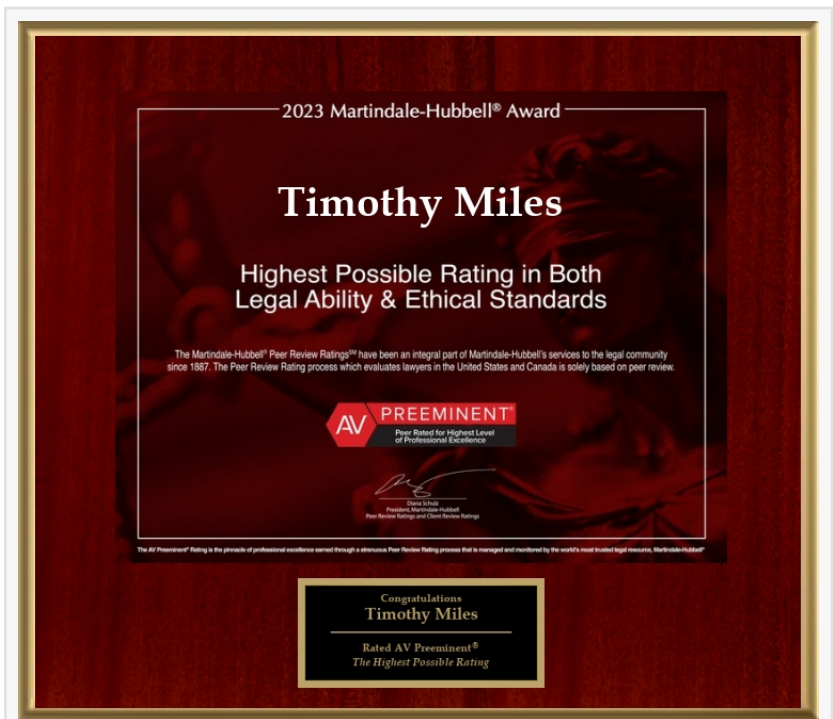 2023 Martindale-Hubbell® Award
Timothy Miles
Highest Possible Rating in Both
Legal Ability & Ethical Standards
The Martindale-Hubbell® Peer Review Ratings℠ have been an integral part of Martindale-Hubbell's services to the legal community
since 1887. The Peer Review Rating process which evaluates lawyers in the United States and Canada is solely based on peer review.
AV PREEMINENT®
Peer Rated for Highest Level
of Professional Excellence
Diana Schulz
President, Martindale-Hubbell
Peer Review Ratings and Client Review Ratings
The AV Preeminent® Rating is the pinnacle of professional excellence earned through a strenuous Peer Review Rating process that is managed and monitored by the world's most trusted legal resource, Martindale-Hubbell®
Congratulations
Timothy Miles
Rated AV Preeminent®
The Highest Possible Rating